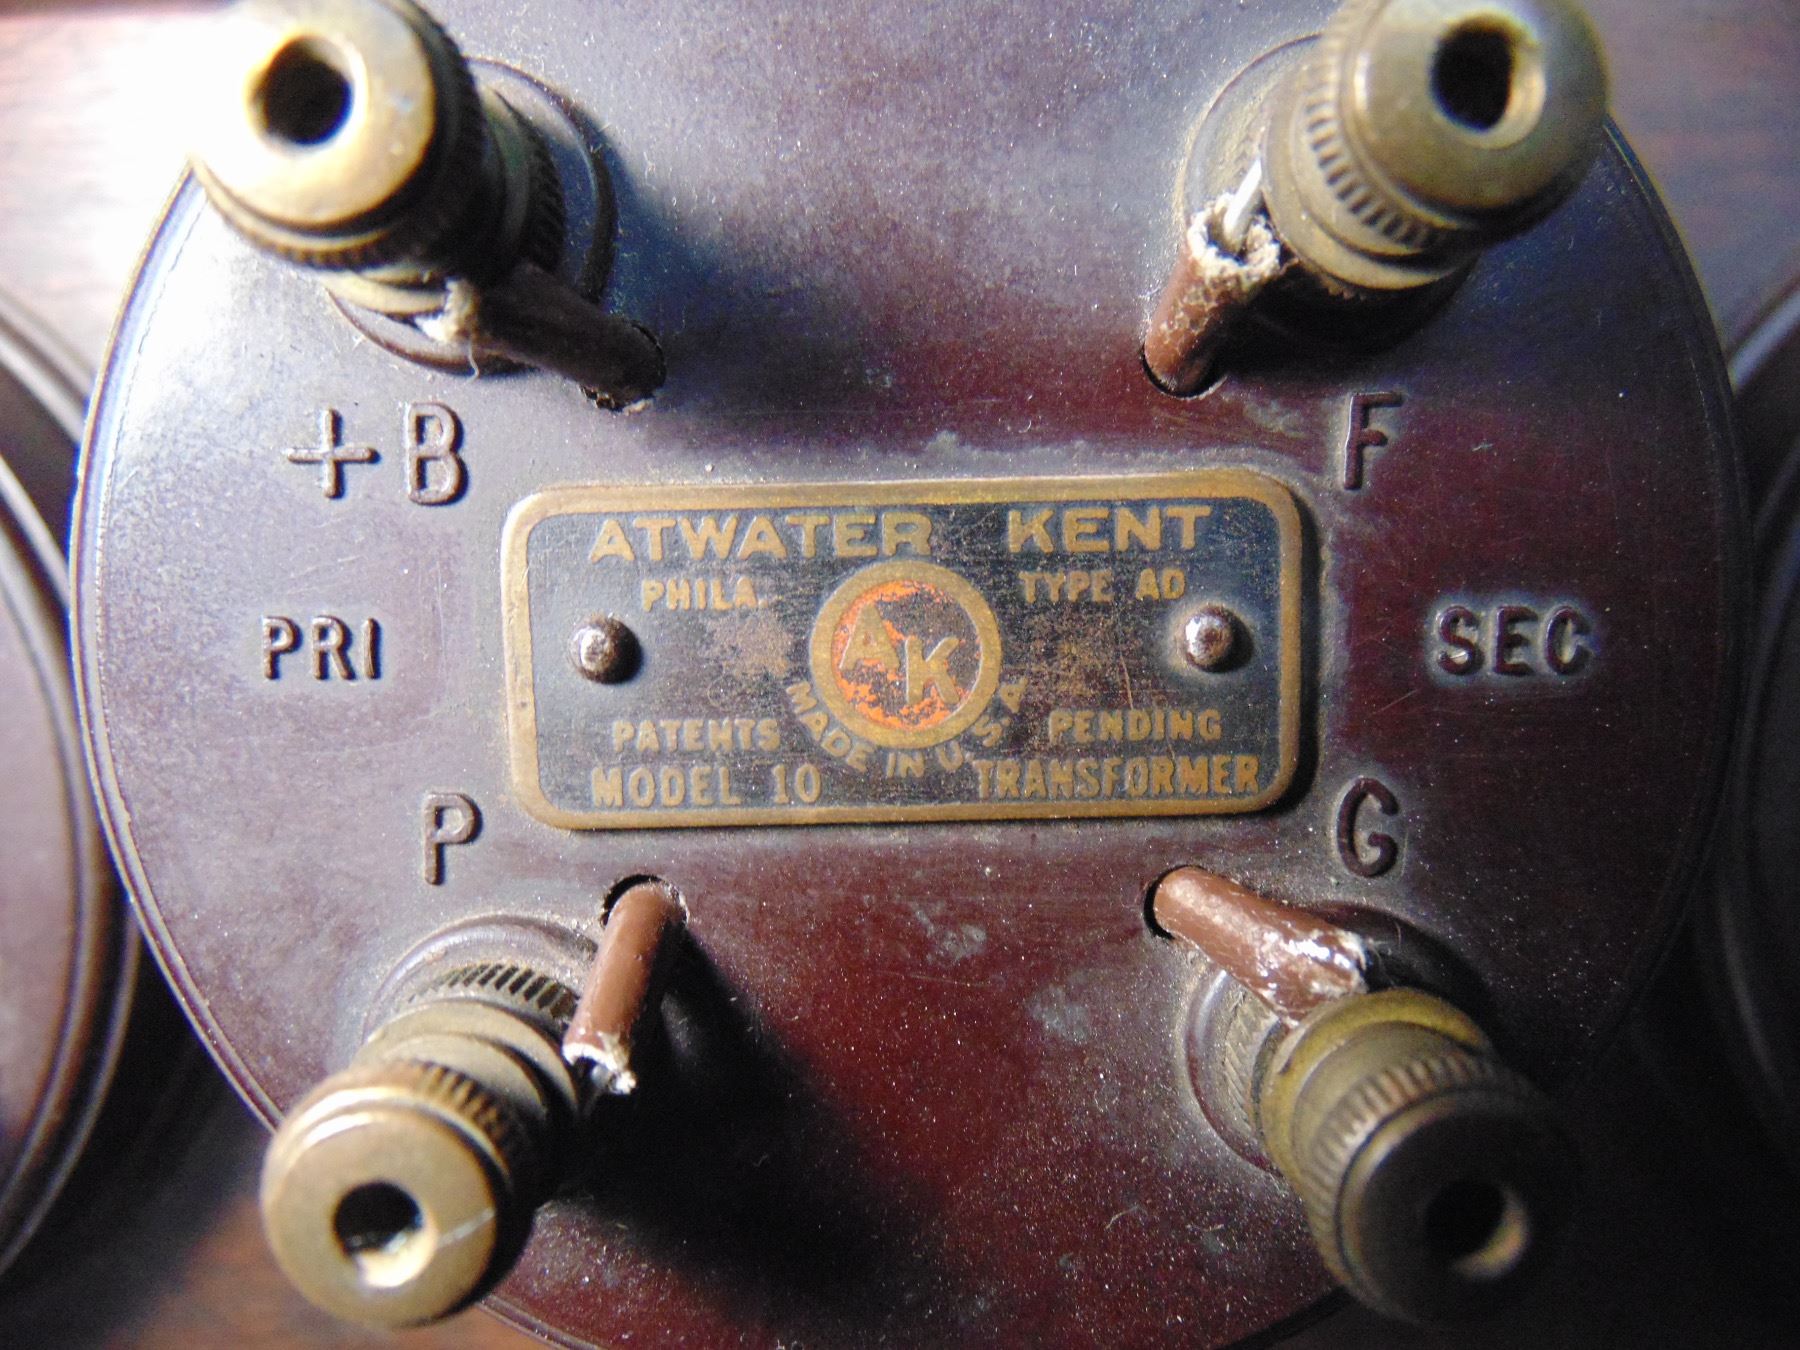 +B
F
ATWATER KENT
PHILA. TYPE AD
AK
PRI
SEC
MADE IN U.S.A
PATENTS PENDING
MODEL 10 TRANSFORMER
P
G